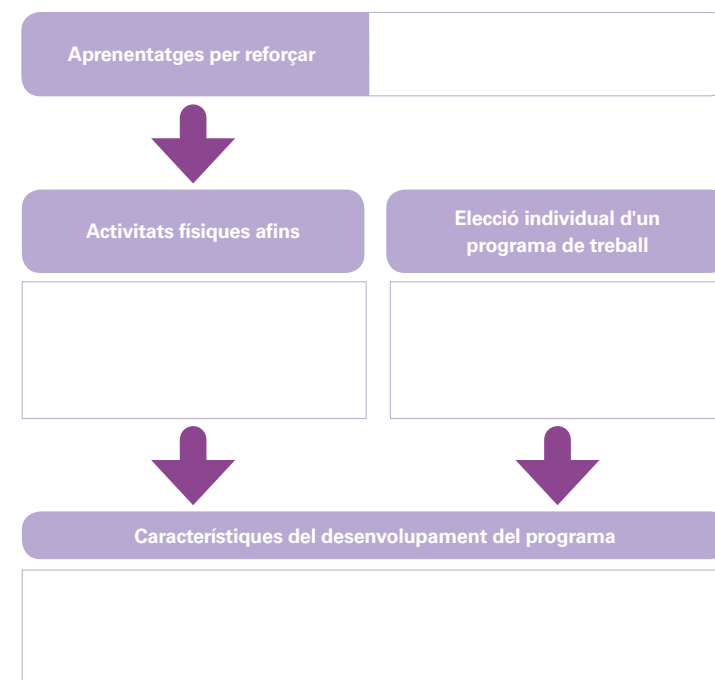 Aprenentatges per reforçar
Activitats físiques afins
Elecció individual d'un
programa de treball
Característiques del desenvolupament del programa